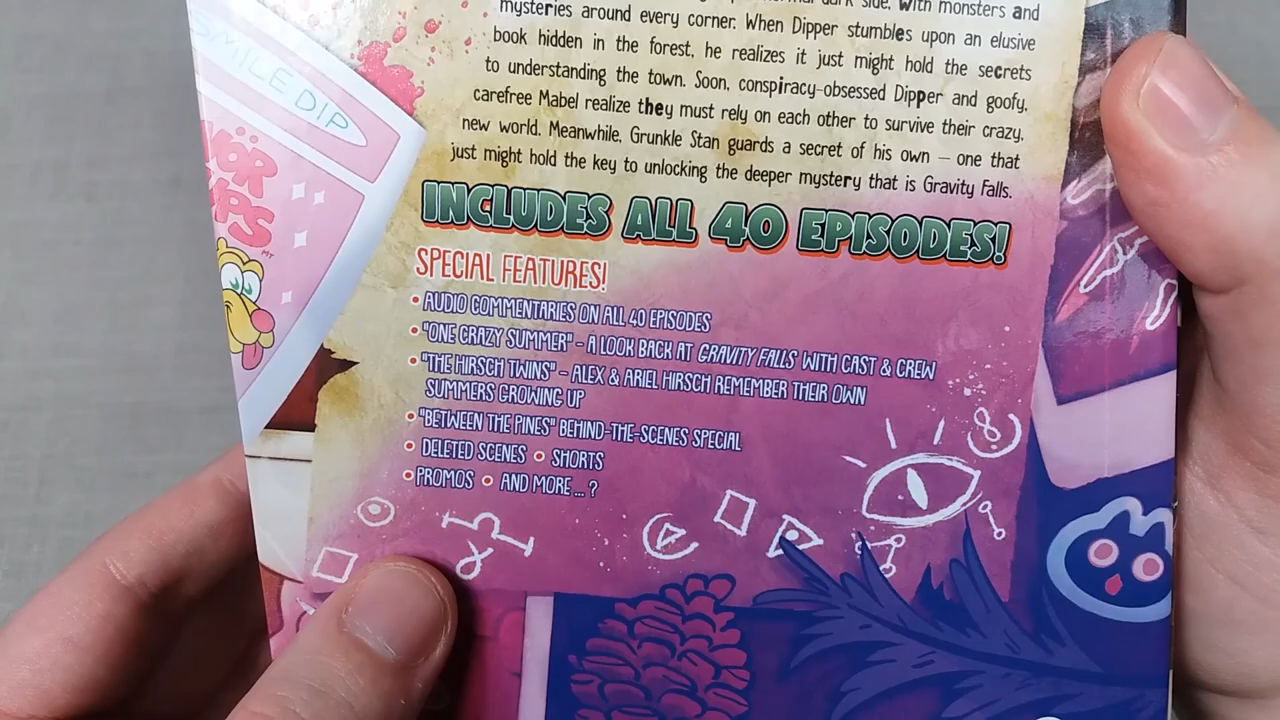 dark side. With monsters and
mysteries around every corner. When Dipper stumbles upon an elusive
book hidden in the forest, he realizes it just might hold the secrets
to understanding the town. Soon, conspiracy-obsessed Dipper and goofy,
carefree Mabel realize they must rely on each other to survive their crazy,
new world. Meanwhile, Grunkle Stan guards a secret of his own – one that
just might hold the key to unlocking the deeper mystery that is Gravity Falls.
SMILE DIP
INCLUDES ALL 40 EPISODES!
SPECIAL FEATURES!
• AUDIO COMMENTARIES ON ALL 40 EPISODES
• "ONE CRAZY SUMMER" – A LOOK BACK AT GRAVITY FALLS WITH CAST & CREW
• "THE HIRSCH TWINS" – ALEX & ARIEL HIRSCH REMEMBER THEIR OWN
SUMMERS GROWING UP
• "BETWEEN THE PINES" BEHIND-THE-SCENES SPECIAL
• DELETED SCENES • SHORTS
• PROMOS • AND MORE ... ?